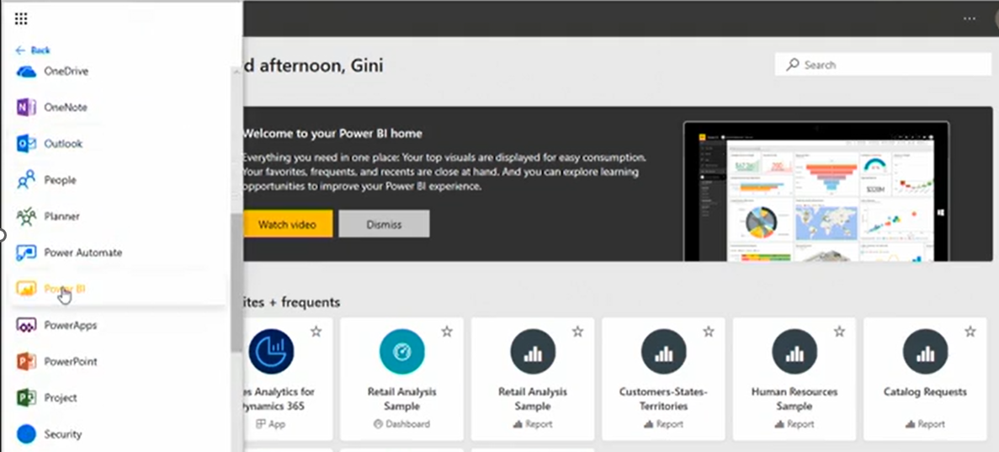 Back
OneDrive
OneNote
Outlook
People
Planner
Power Automate
Power BI
PowerApps
PowerPoint
Project
Security
d afternoon, Gini
Search
Welcome to your Power BI home
Everything you need in one place: Your top visuals are displayed for easy consumption.
Your favorites, frequents, and recents are close at hand. And you can explore learning
opportunities to improve your Power BI experience.
Watch video
Dismiss
ites + frequents
es Analytics for
Dynamics 365
App
Retail Analysis
Sample
Dashboard
Retail Analysis
Sample
Report
Customers-States-
Territories
Report
Human Resources
Sample
Report
Catalog Requests
Report